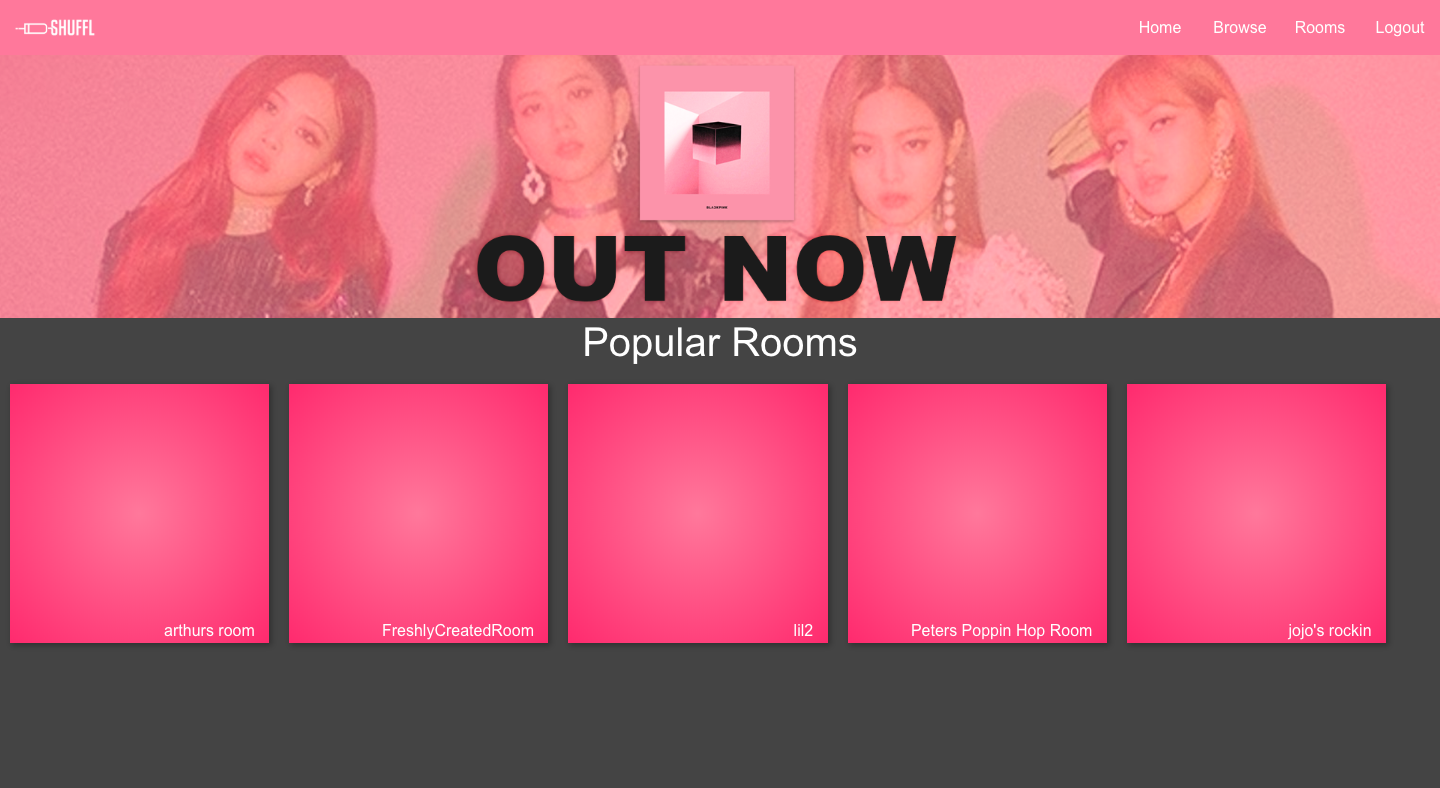 SHUFFL
Home Browse Rooms Logout
BLACKPINK
OUT NOW
Popular Rooms
arthurs room
FreshlyCreatedRoom
lil2
Peters Poppin Hop Room
jojo's rockin